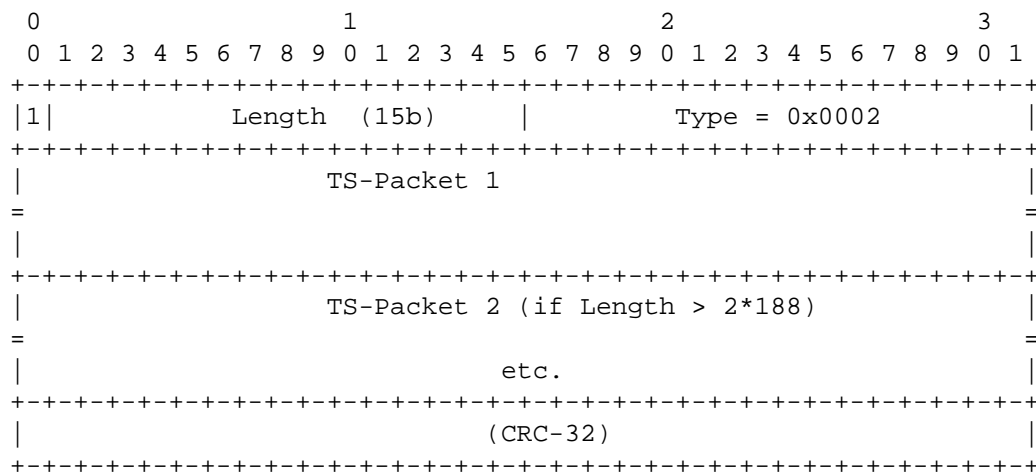 0                   1                   2                   3
 0 1 2 3 4 5 6 7 8 9 0 1 2 3 4 5 6 7 8 9 0 1 2 3 4 5 6 7 8 9 0 1
+-+-+-+-+-+-+-+-+-+-+-+-+-+-+-+-+-+-+-+-+-+-+-+-+-+-+-+-+-+-+-+-+
|1|           Length  (15b)     |         Type = 0x0002         |
+-+-+-+-+-+-+-+-+-+-+-+-+-+-+-+-+-+-+-+-+-+-+-+-+-+-+-+-+-+-+-+-+
|                   TS-Packet 1                                 |
=                                                               =
|                                                               |
+-+-+-+-+-+-+-+-+-+-+-+-+-+-+-+-+-+-+-+-+-+-+-+-+-+-+-+-+-+-+-+-+
|                   TS-Packet 2 (if Length > 2*188)             |
=                                                               =
|                              etc.                             |
+-+-+-+-+-+-+-+-+-+-+-+-+-+-+-+-+-+-+-+-+-+-+-+-+-+-+-+-+-+-+-+-+
|                             (CRC-32)                          |
+-+-+-+-+-+-+-+-+-+-+-+-+-+-+-+-+-+-+-+-+-+-+-+-+-+-+-+-+-+-+-+-+